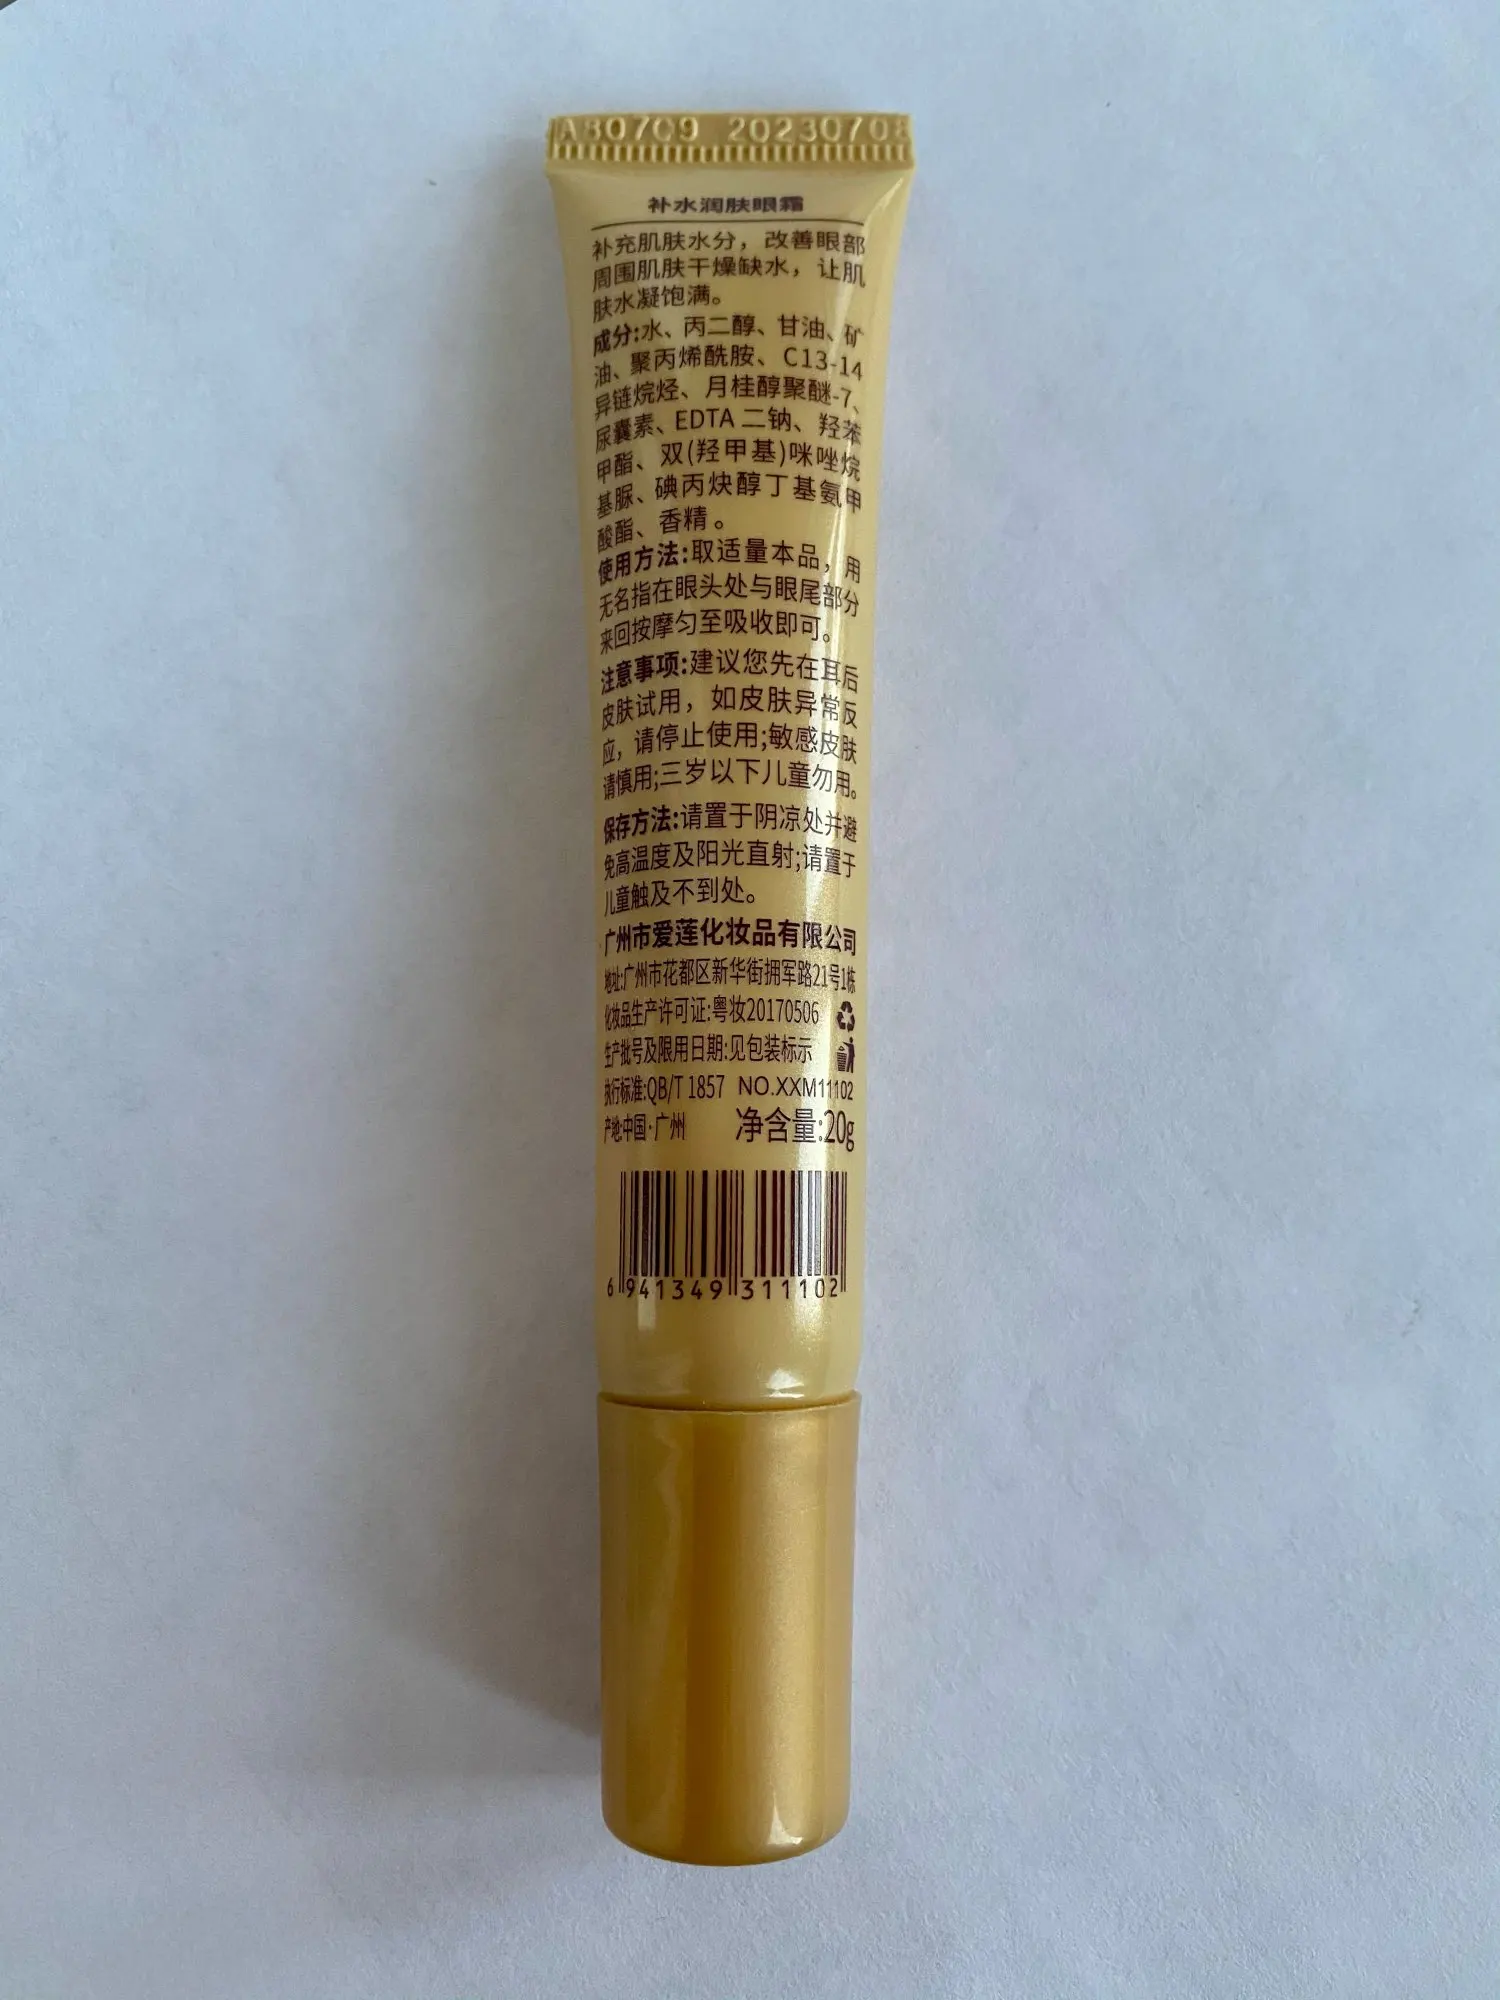 A80709 20230708
补水润肤眼霜
补充肌肤水分，改善眼部
周围肌肤干燥缺水，让肌
肤水凝饱满。
成分:水、丙二醇、甘油、矿
油、聚丙烯酰胺、C13-14
异链烷烃、月桂醇聚醚-7、
尿囊素、EDTA 二钠、羟苯
甲酯、双(羟甲基)咪唑烷
基脲、碘丙炔醇丁基氨甲
酸酯、香精。
使用方法:取适量本品，用
无名指在眼头处与眼尾部分
来回按摩匀至吸收即可。
注意事项:建议您先在耳后
皮肤试用，如皮肤异常反
应，请停止使用;敏感皮肤
请慎用;三岁以下儿童勿用。
保存方法:请置于阴凉处并避
免高温度及阳光直射;请置于
儿童触及不到处。
广州市爱莲化妆品有限公司
地址:广州市花都区新华街拥军路21号1栋
化妆品生产许可证:粤妆20170506
生产批号及限用日期:见包装标示
执行标准:QB/T 1857 NO.XXM11102
产地:中国·广州 净含量:20g
6 941349 311102